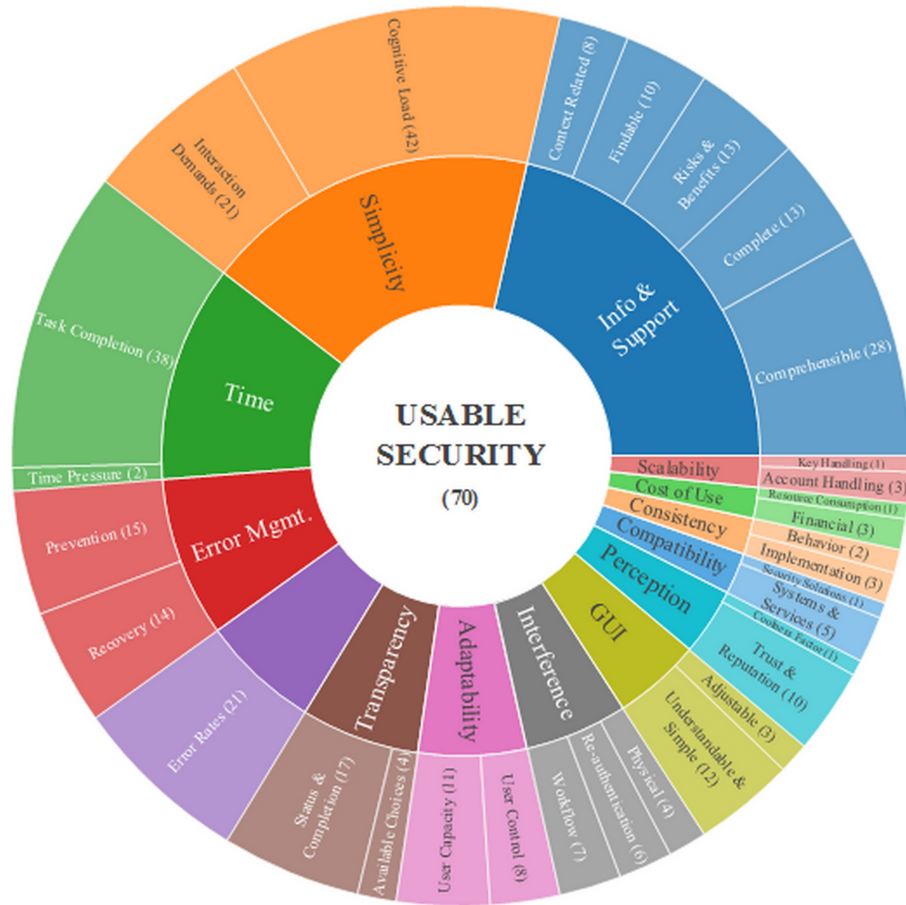 USABLE
SECURITY
(70)
Info &
Support
Context Related (8)
Findable (10)
Risks &
Benefits (13)
Complete (13)
Comprehensible (28)
Scalability
Key Handling (1)
Account Handling (3)
Cost of Use
Resource Consumption (1)
Financial (3)
Consistency
Behavior (2)
Implementation (3)
Compatibility
Security Solutions (1)
Systems &
Services (5)
Perception
Coolness Factor (1)
Trust &
Reputation (10)
GUI
Adjustable (3)
Understandable &
Simple (12)
Interference
Physical (4)
Re-authentication (6)
Workflow (7)
Adaptability
User Control (8)
User Capacity (11)
Transparency
Available Choices (4)
Status &
Completion (17)
Error Rates (21)
Error Mgmt.
Recovery (14)
Prevention (15)
Time
Time Pressure (2)
Task Completion (38)
Simplicity
Interaction
Demands (21)
Cognitive Load (42)